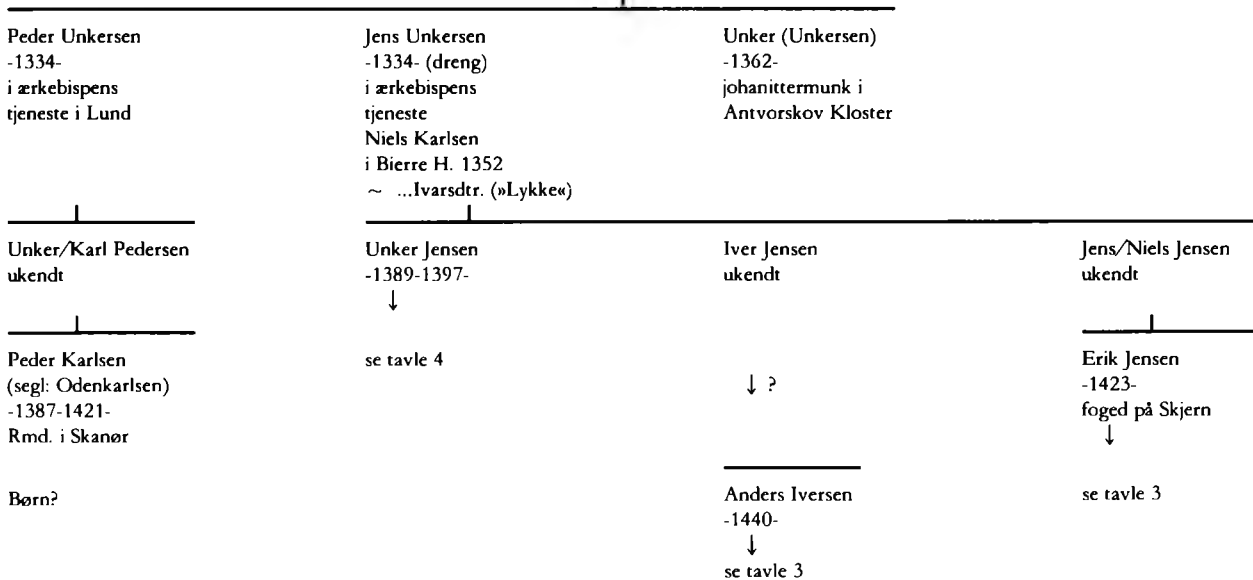 Peder Unkersen
-1334-
i ærkebispens
tjeneste i Lund
Jens Unkersen
-1334- (dreng)
i ærkebispens
tjeneste
Niels Karlsen
i Bierre H. 1352
~ ...Ivarsdtr. (»Lykke«)
Unker (Unkersen)
-1362-
johanittermunk i
Antvorskov Kloster
Unker/Karl Pedersen
ukendt
Unker Jensen
-1389-1397-
↓
Iver Jensen
ukendt
Jens/Niels Jensen
ukendt
Peder Karlsen
(segl: Odenkarlsen)
-1387-1421-
Rmd. i Skanør
se tavle 4
↓ ?
Erik Jensen
-1423-
foged på Skjern
↓
Børn?
Anders Iversen
-1440-
↓
se tavle 3
se tavle 3